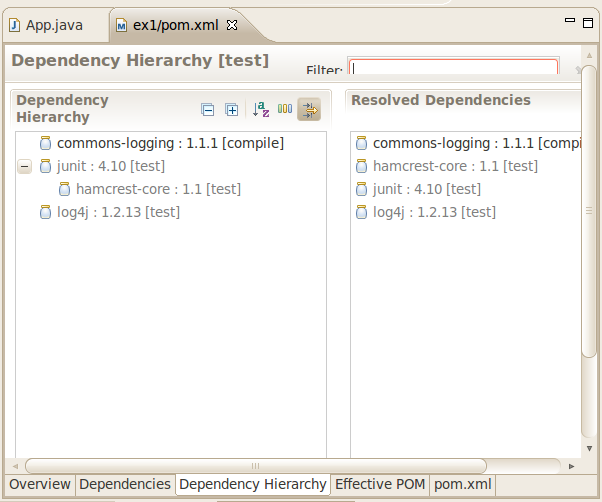 App.java
ex1/pom.xml
Dependency Hierarchy [test]
Filter:
Dependency
Hierarchy
commons-logging : 1.1.1 [compile]
junit : 4.10 [test]
hamcrest-core : 1.1 [test]
log4j : 1.2.13 [test]
Resolved Dependencies
commons-logging : 1.1.1 [compi
hamcrest-core : 1.1 [test]
junit : 4.10 [test]
log4j : 1.2.13 [test]
Overview
Dependencies
Dependency Hierarchy
Effective POM
pom.xml